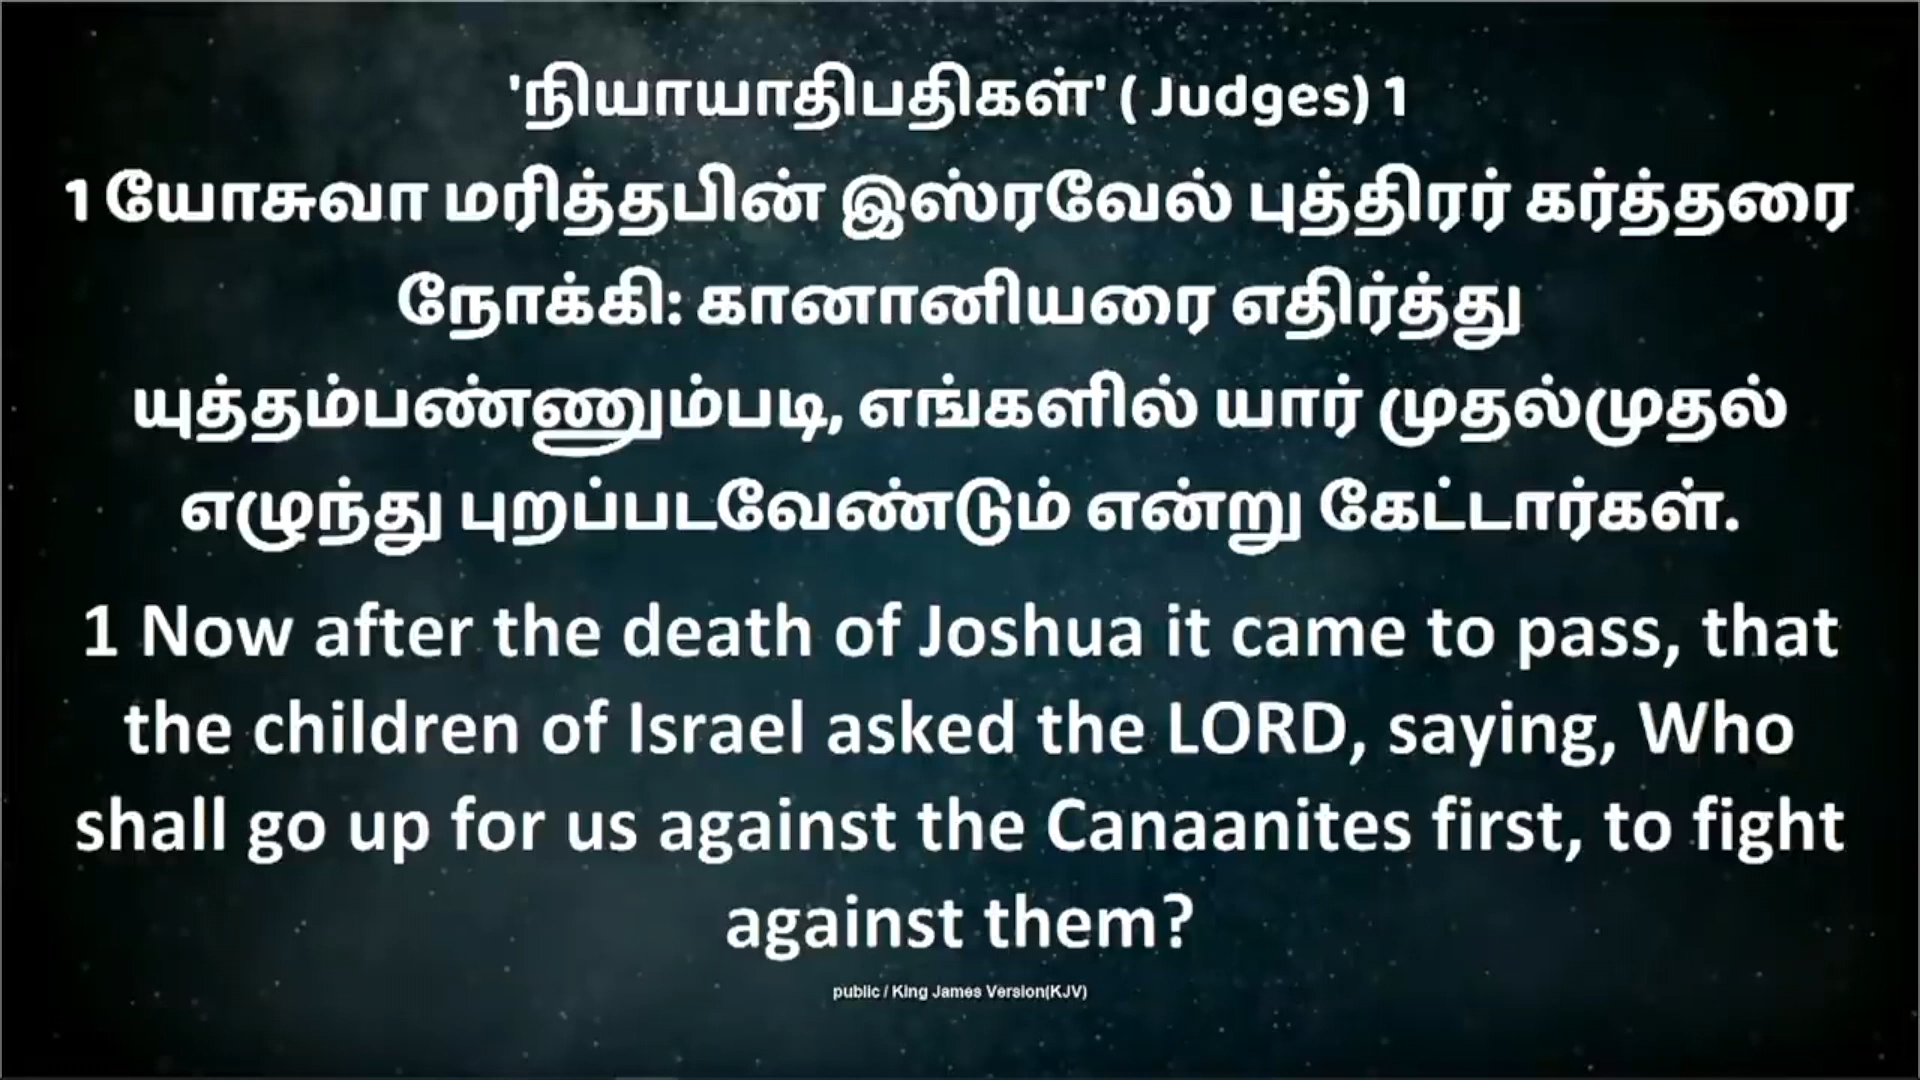 'நியாயாதிபதிகள்' ( Judges) 1
1 யோசுவா மரித்தபின் இஸ்ரவேல் புத்திரர் கர்த்தரை
நோக்கி: கானானியரை எதிர்த்து
யுத்தம்பண்ணும்படி, எங்களில் யார் முதல்முதல்
எழுந்து புறப்படவேண்டும் என்று கேட்டார்கள்.
1 Now after the death of Joshua it came to pass, that
the children of Israel asked the LORD, saying, Who
shall go up for us against the Canaanites first, to fight
against them?
public / King James Version(KJV)